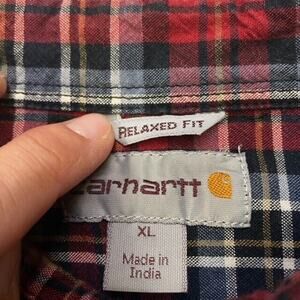 RELAXED FIT
carhartt
XL
Made in
India